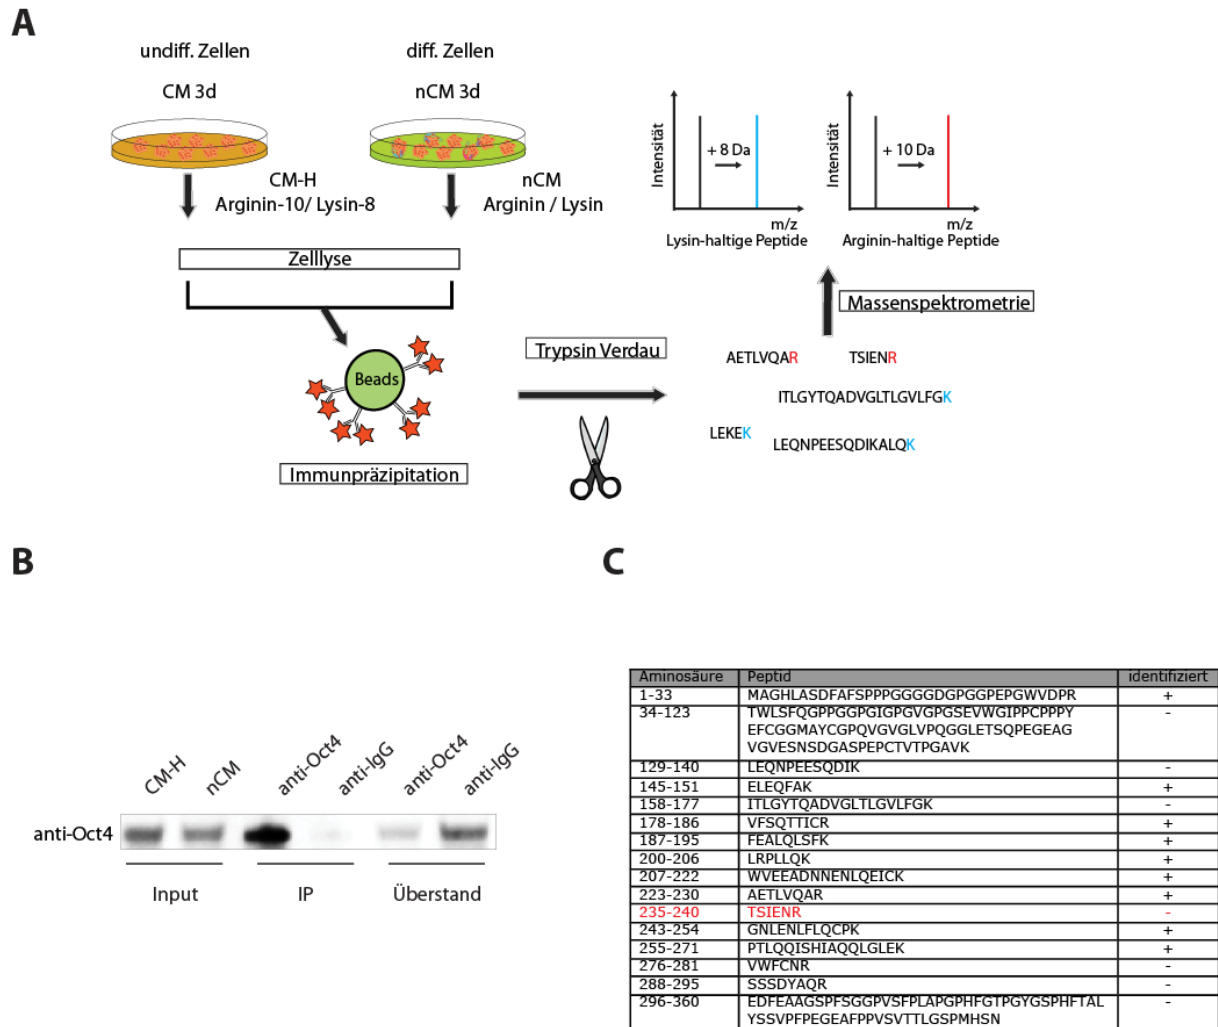 A
undiff. Zellen
diff. Zellen
CM 3d
nCM 3d
CM-H
Arginin-10/ Lysin-8
nCM
Arginin / Lysin
Zelllyse
Beads
Immunpräzipitation
Trypsin Verdau
Intensität
+ 8 Da
m/z
Lysin-haltige Peptide
Intensität
+ 10 Da
m/z
Arginin-haltige Peptide
Massenspektrometrie
AETLVQAR
TSIENR
ITLGYTQADVGLTLGVLFGK
LEKEK
LEQNPEESQDIKALQK
B
CM-H
nCM
anti-Oct4
anti-IgG
anti-Oct4
anti-IgG
anti-Oct4
Input
IP
Überstand
C
Aminosäure Peptid identifiziert
1-33 MAGHLASDFAFSPPPGGGGDGPGGPEPGWVDPR +
34-123 TWLSFQGPPGGPGIGPGVGPGSEVWGIPPCPPPY -
EFCGGMAYCGPQVGVGLVPQGGLETSQPEGEAG
VGVESNSDGASPEPCTVTPGAVK
129-140 LEQNPEESQDIK -
145-151 ELEQFAK +
158-177 ITLGYTQADVGLTLGVLFGK -
178-186 VFSQTTICR +
187-195 FEALQLSFK +
200-206 LRPLLQK +
207-222 WVEEADNNENLQEICK +
223-230 AETLVQAR +
235-240 TSIENR -
243-254 GNLENLFLQCPK +
255-271 PTLQQISHIAQQLGLEK +
276-281 VWFCNR -
288-295 SSSDYAQR -
296-360 EDFEAAGSPFSGGPVSFPLAPGPHFGTPGYGSPHFTAL -
YSSVPFPEGEAFPPVSVTTLGSPMHSN